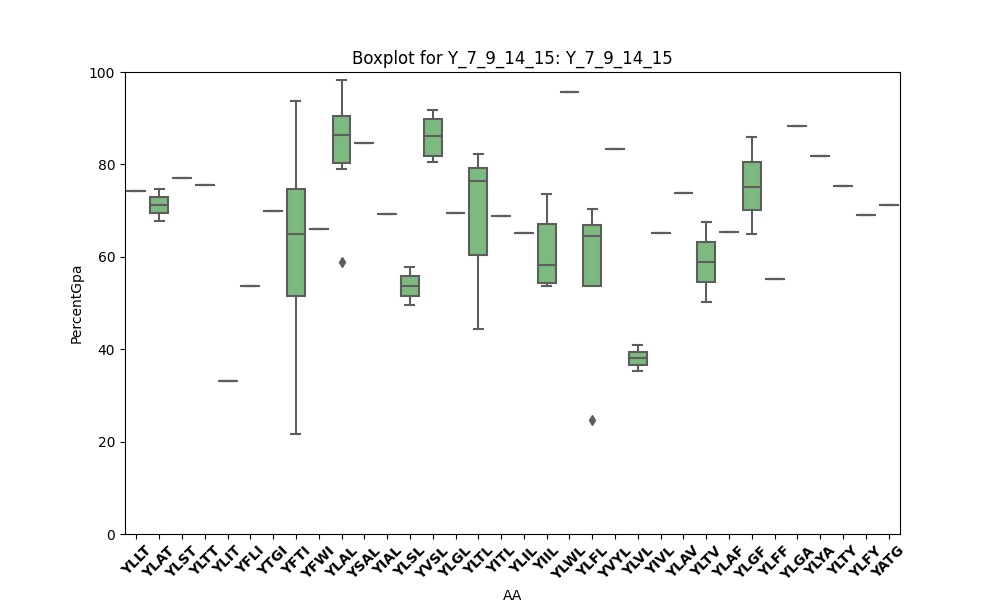 Boxplot for Y_7_9_14_15: Y_7_9_14_15
100
80
60
40
20
0
PercentGpa
YLLT YLAT YLST YLTT YLIT YFLI YTGI YFTI YFWI YLAL YSAL YIAL YLSL YVSL YLGL YLTL YITL YLIL YIIL YLWL YLFL YVYL YLVL YIVL YLAV YLTV YLAF YLGF YLFF YLGA YLYA YLTY YLFY YATG
AA